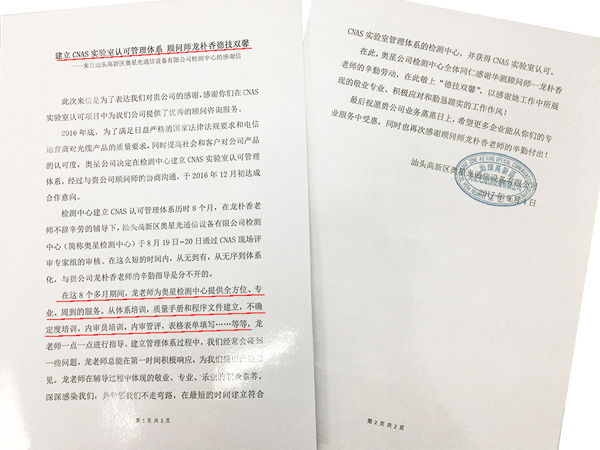 建立 CNAS 实验室认可管理体系 顾问师龙朴香德技双馨
——来自汕头高新区奥星光通信设备有限公司检测中心的感谢信
此次来信是为了表达我们对贵公司的感谢,感谢你们在 CNAS
实验室认可项目中为我们公司提供了优秀的顾问咨询服务。
2016 年底,为了满足日益严格的国家法律法规要求和电信
运营商对光缆产品的质量要求,同时提高社会和客户对公司产品
的认可度,奥星公司决定在检测中心建立 CNAS 实验室认可管理
体系。经过与贵公司顾问师的协商沟通,于 2016 年 12 月初达成
合作意向。
检测中心建立 CNAS 认可管理体系历时 8 个月,在龙朴香老
师不辞辛劳的辅导下,汕头高新区奥星光通信设备有限公司检测
中心(简称奥星检测中心)于 8 月 19 日-20 日通过 CNAS 现场评
审专家组的审核。在这么短的时间内,从无到有,从无序到体系
化,与贵公司龙朴香老师的辛勤指导是分不开的。
在这 8 个多月期间,龙老师为奥星检测中心提供全方位、专
业、周到的服务,从体系培训,质量手册和程序文件建立,不确
定度培训,内审员培训,内审管评,表格表单填写……等等,龙
老师一点一点进行指导。建立管理体系过程中,我们经常会碰到
一些问题,龙老师总能在第一时间积极响应,为我们
见。龙老师在辅导过程中体现的敬业、专业、乐业的职业素养,
深深感染我们,并带领我们不走弯路,在最短的时间建立符合
第 1 页 共 2 页
CNAS 实验室管理体系的检测中心,并获得 CNAS 实验室认可。
在此,奥星公司检测中心全体同仁感谢华测顾问师—龙朴香
老师的辛勤劳动,在此敬上“德技双馨”,以感谢她工作中所展
现的敬业专业、积极应对和勤恳踏实的工作作风!
最后祝愿贵公司业务蒸蒸日上,希望更多企业能从你们的专
业服务中受惠,同时也再次感谢顾问师龙朴香老师的辛勤付出!
汕头高新区奥星光通信设备有限公司
2017 年 9 月 4 日
第 2 页 共 2 页